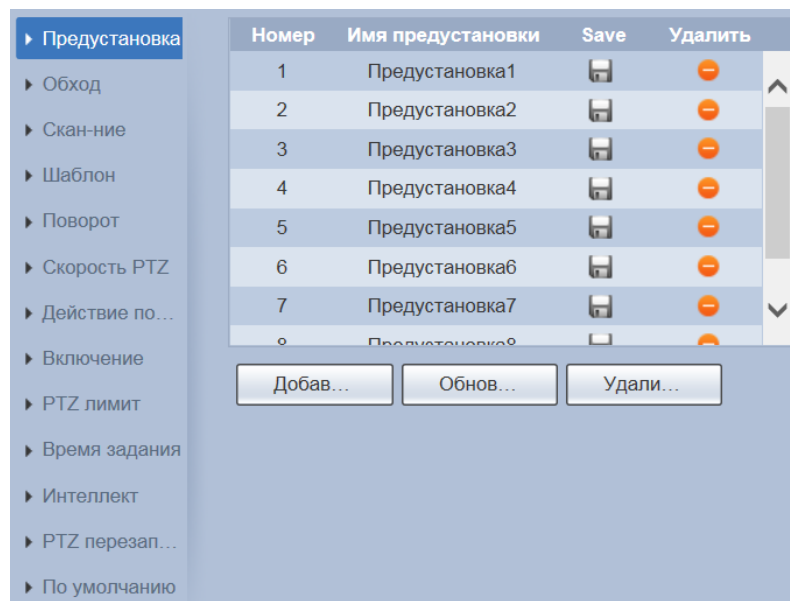 Предустановка
Обход
Скан-ние
Шаблон
Поворот
Скорость PTZ
Действие по...
Включение
PTZ лимит
Время задания
Интеллект
PTZ перезап...
По умолчанию
Номер Имя предустановки Save Удалить
1 Предустановка1
2 Предустановка2
3 Предустановка3
4 Предустановка4
5 Предустановка5
6 Предустановка6
7 Предустановка7
8 Предустановка8
Добав... Обнов... Удали...